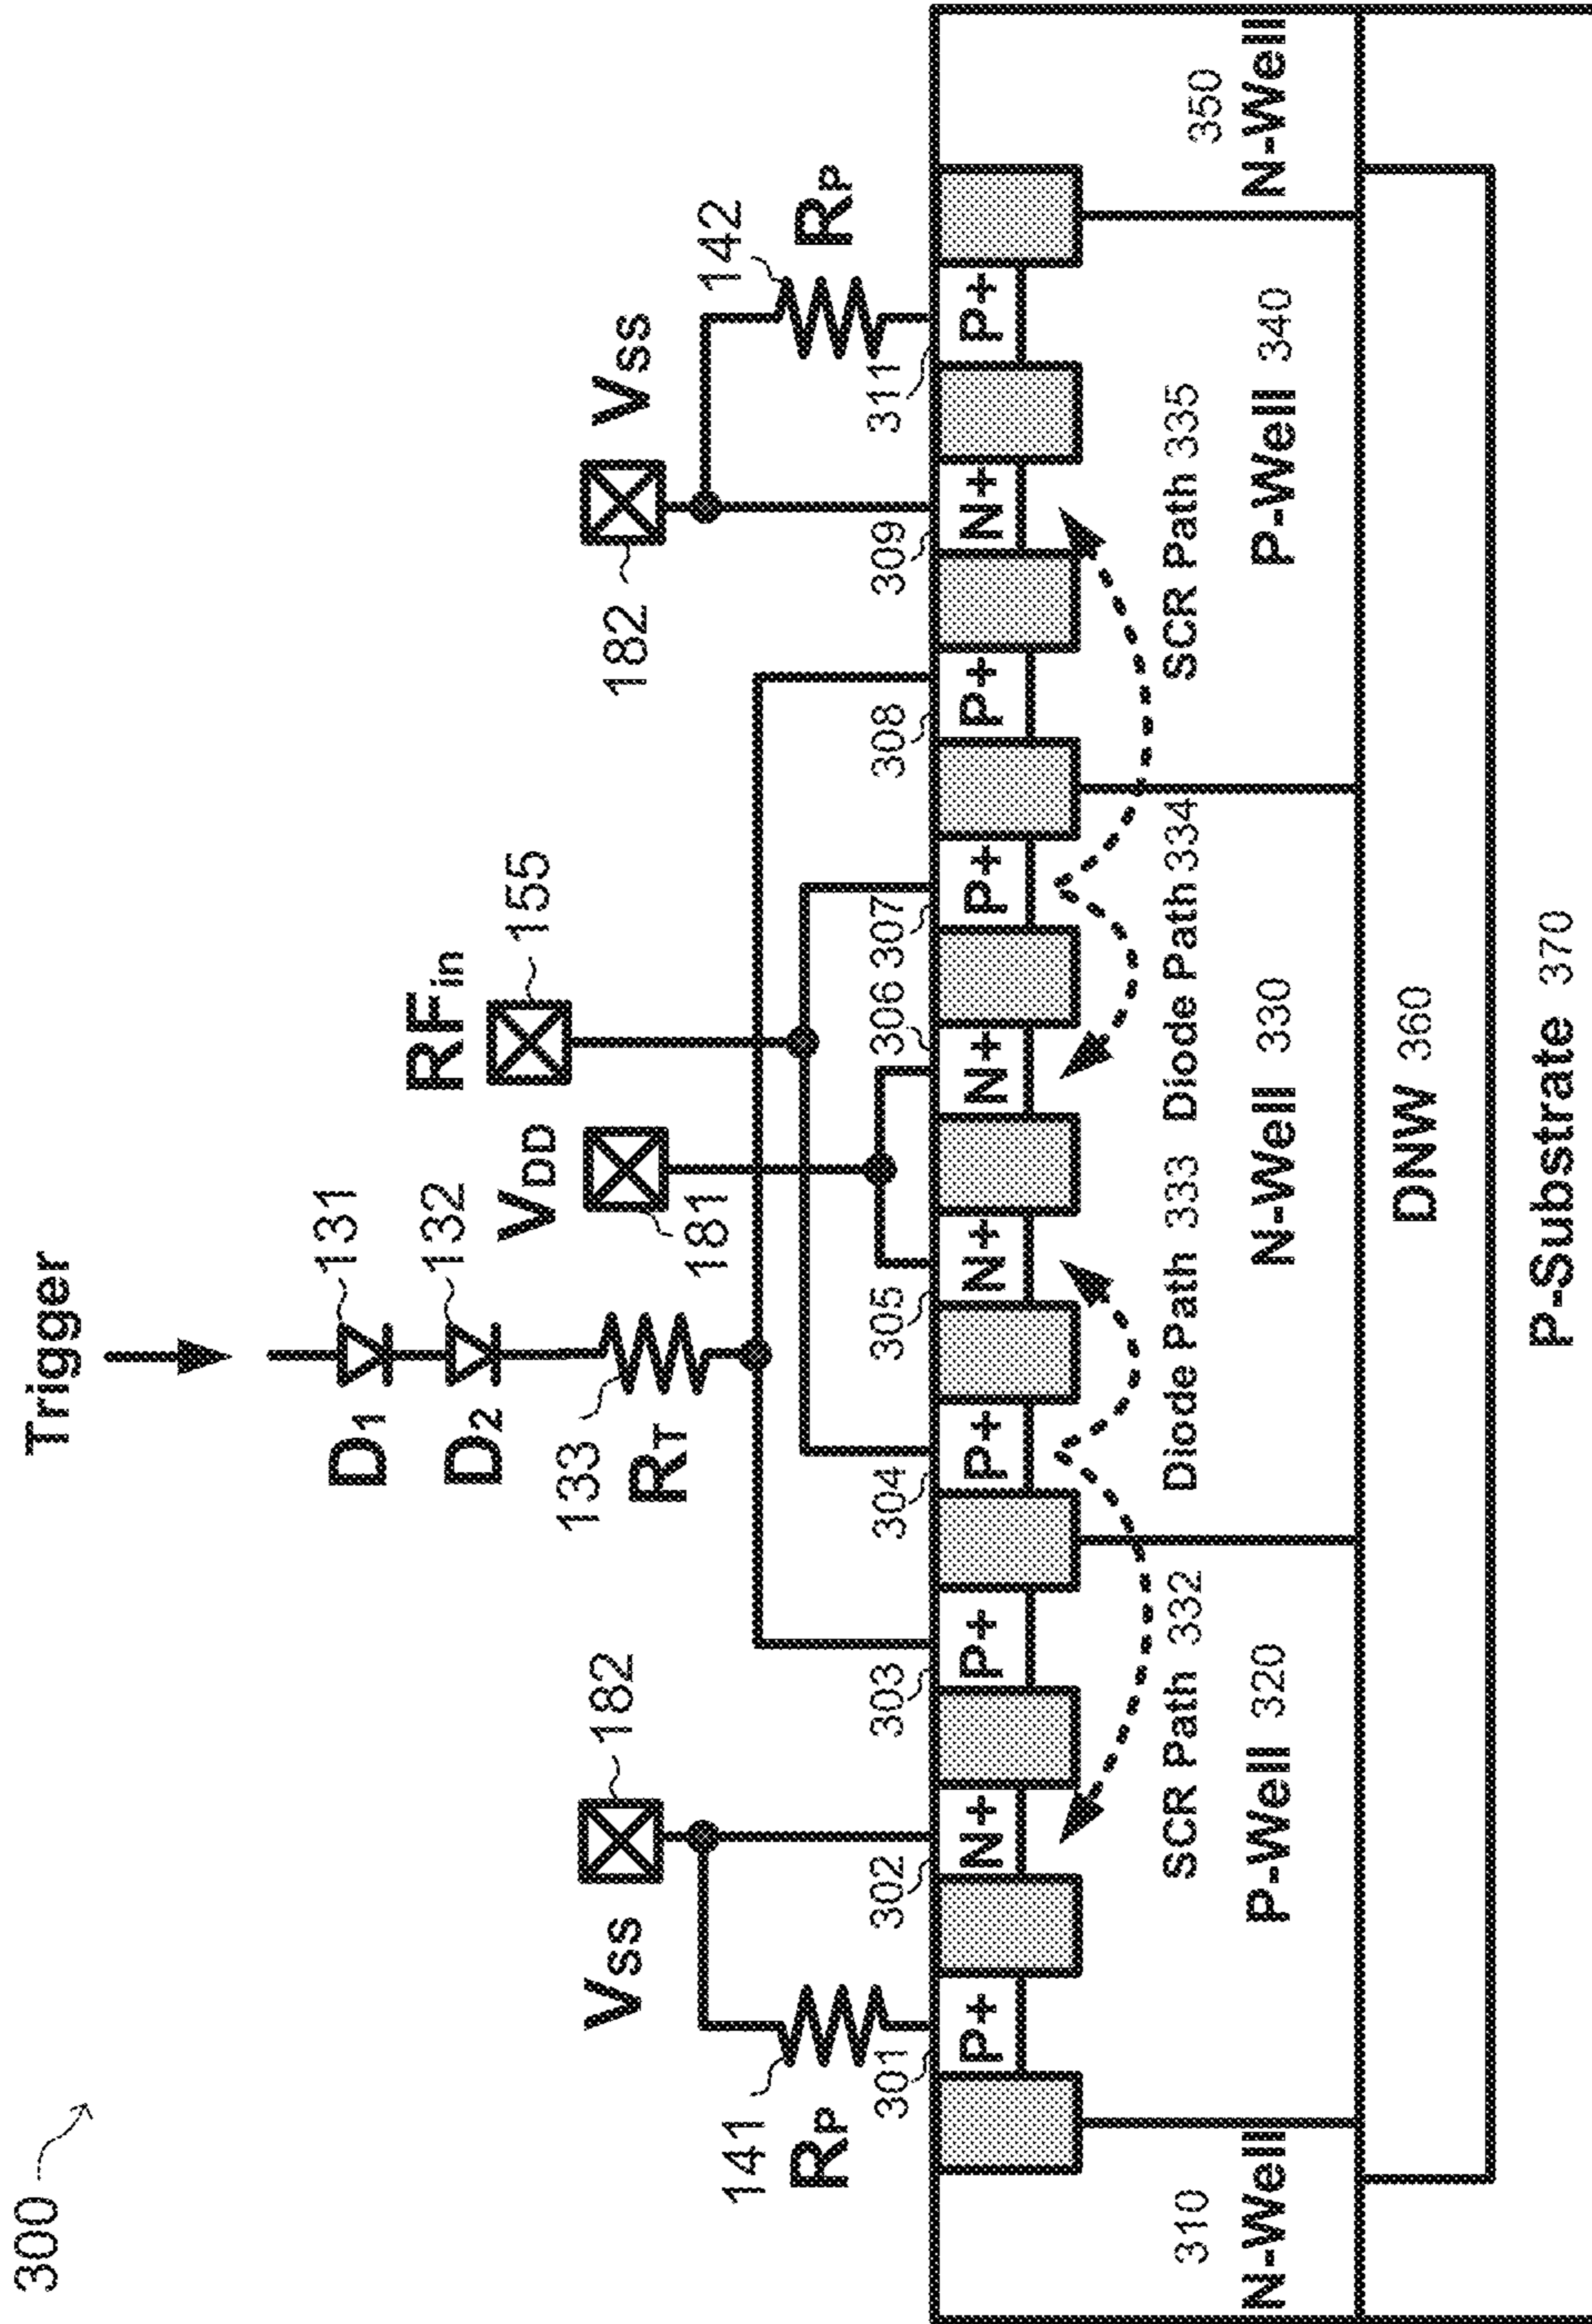 300
Trigger
D1 131
D2 132
133
RT
RFin
155
VDD
181
VSS
182
182
VSS
141
RP
142
RP
301 302 303 304 305 306 307 308 309 311
P+ N+ P+ P+ N+ N+ P+ P+ N+ P+
SCR Path 332 Diode Path 333 Diode Path 334 SCR Path 335
310
N-Well
P-Well 320
N-Well 330
P-Well 340
350
N-Well
DNW 360
P-Substrate 370